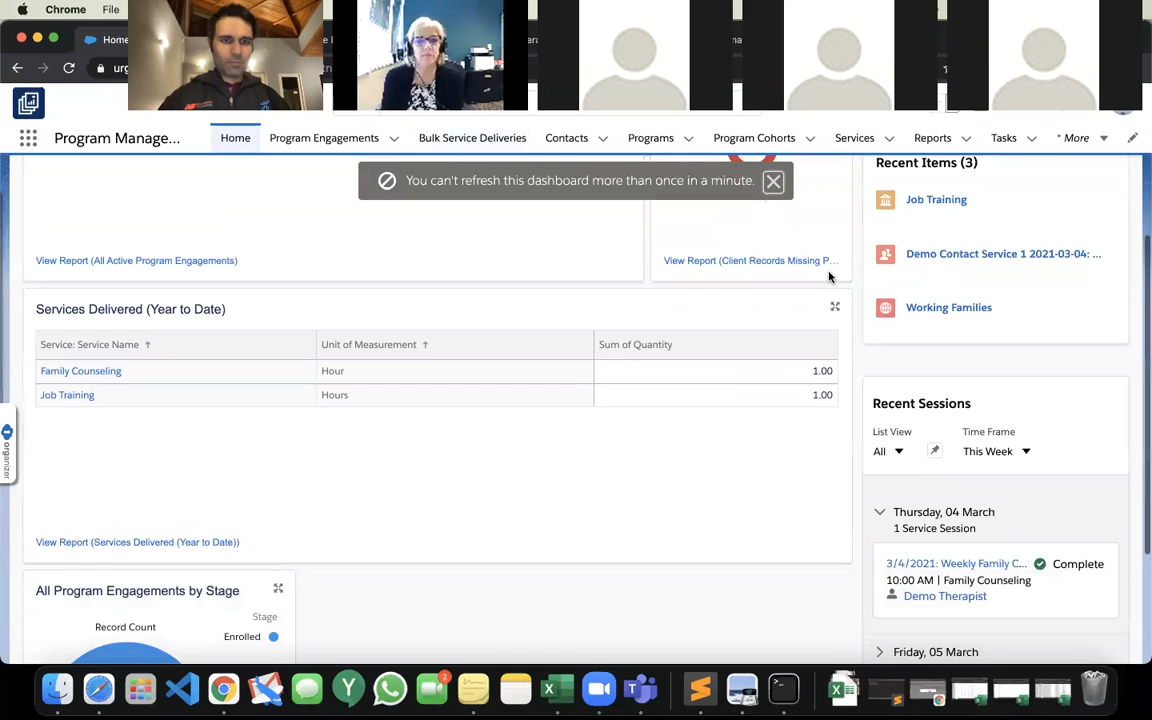 Chrome
File
Home
urg
Program Manage...
Home
Program Engagements
Bulk Service Deliveries
Contacts
Programs
Program Cohorts
Services
Reports
Tasks
* More
You can't refresh this dashboard more than once in a minute.
Recent Items (3)
Job Training
Demo Contact Service 1 2021-03-04: ...
Working Families
View Report (All Active Program Engagements)
View Report (Client Records Missing P...
Services Delivered (Year to Date)
Service: Service Name
Unit of Measurement
Sum of Quantity
Family Counseling
Hour
1.00
Job Training
Hours
1.00
View Report (Services Delivered (Year to Date))
Recent Sessions
List View
Time Frame
All
This Week
Thursday, 04 March
1 Service Session
3/4/2021: Weekly Family C...
Complete
10:00 AM | Family Counseling
Demo Therapist
Friday, 05 March
All Program Engagements by Stage
Record Count
Stage
Enrolled
organizer
2